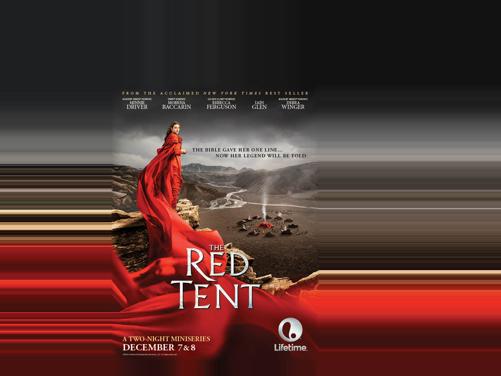 FROM THE ACCLAIMED NEW YORK TIMES BEST SELLER
MINNIE DRIVER MORENA BACCARIN REBECCA FERGUSON IAIN GLEN DEBRA WINGER
THE BIBLE GAVE HER ONE LINE...
NOW HER LEGEND WILL BE TOLD
THE
RED
TENT
A TWO-NIGHT MINISERIES
DECEMBER 7 & 8
Lifetime